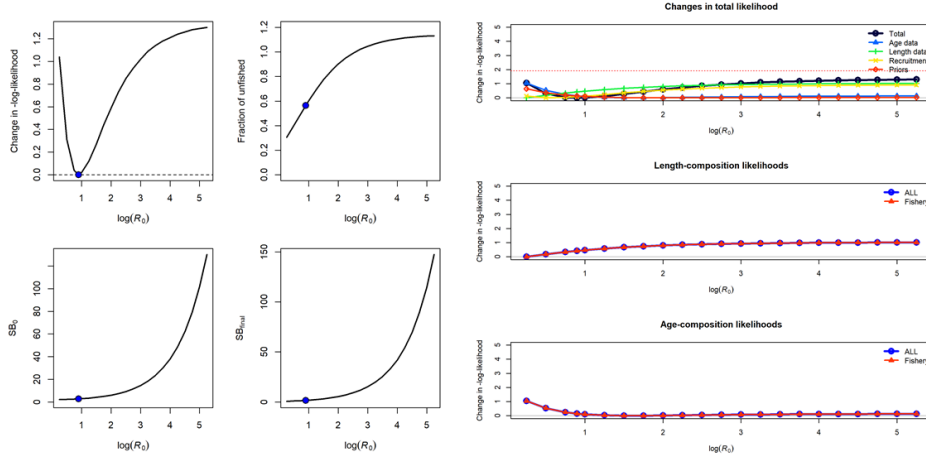 Change in -log-likelihood
0.0 0.2 0.4 0.6 0.8 1.0 1.2
1 2 3 4 5
log(R0)
Fraction of unfished
0.0 0.2 0.4 0.6 0.8 1.0 1.2
1 2 3 4 5
log(R0)
SB0
0 20 40 60 80 100
1 2 3 4 5
log(R0)
SBfinal
0 50 100 150
1 2 3 4 5
log(R0)
Changes in total likelihood
Change in -log-likelihood
0 1 2 3 4 5
Total
Age data
Length data
Recruitment
Priors
1 2 3 4 5
log(R0)
Length-composition likelihoods
Change in -log-likelihood
0 1 2 3 4 5
ALL
Fishery
1 2 3 4 5
log(R0)
Age-composition likelihoods
Change in -log-likelihood
0 1 2 3 4 5
ALL
Fishery
1 2 3 4 5
log(R0)